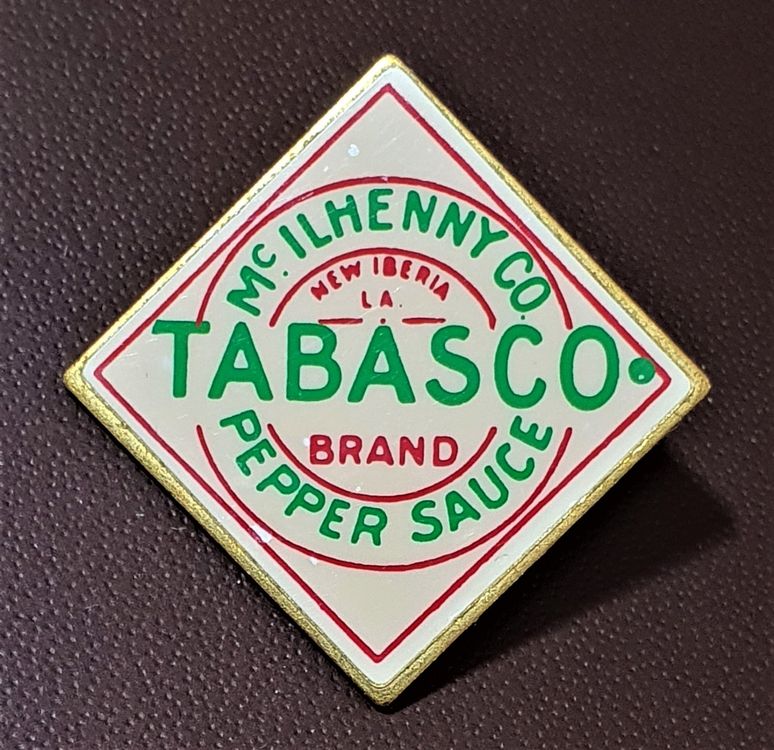 McILHENNY CO.
NEW IBERIA
LA.
TABASCO.
BRAND
PEPPER SAUCE